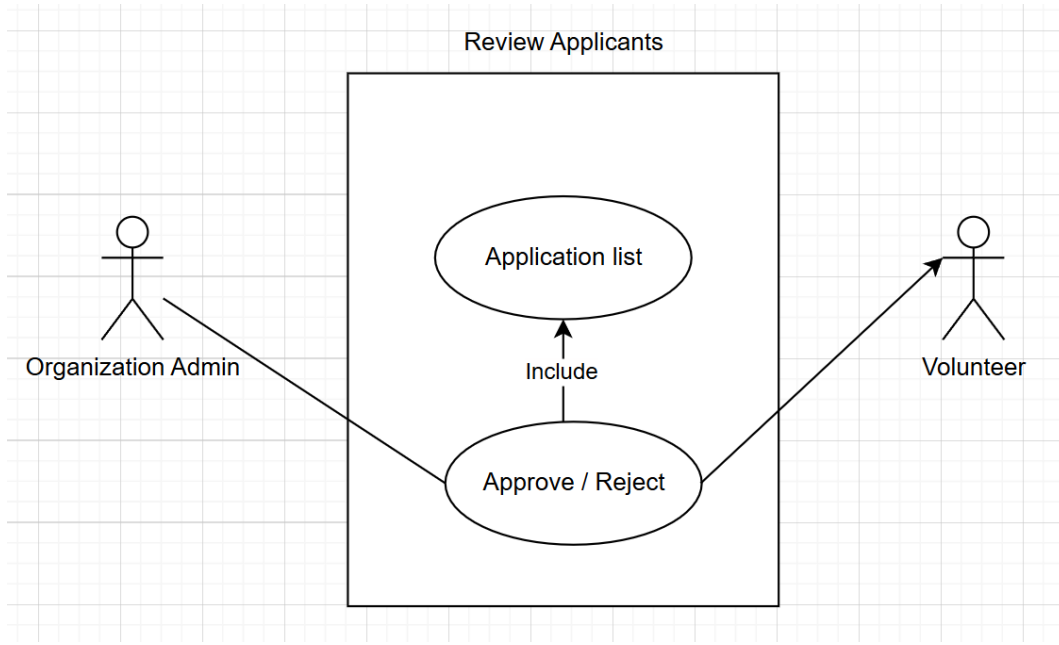 Review Applicants
Application list
Include
Organization Admin
Volunteer
Approve / Reject